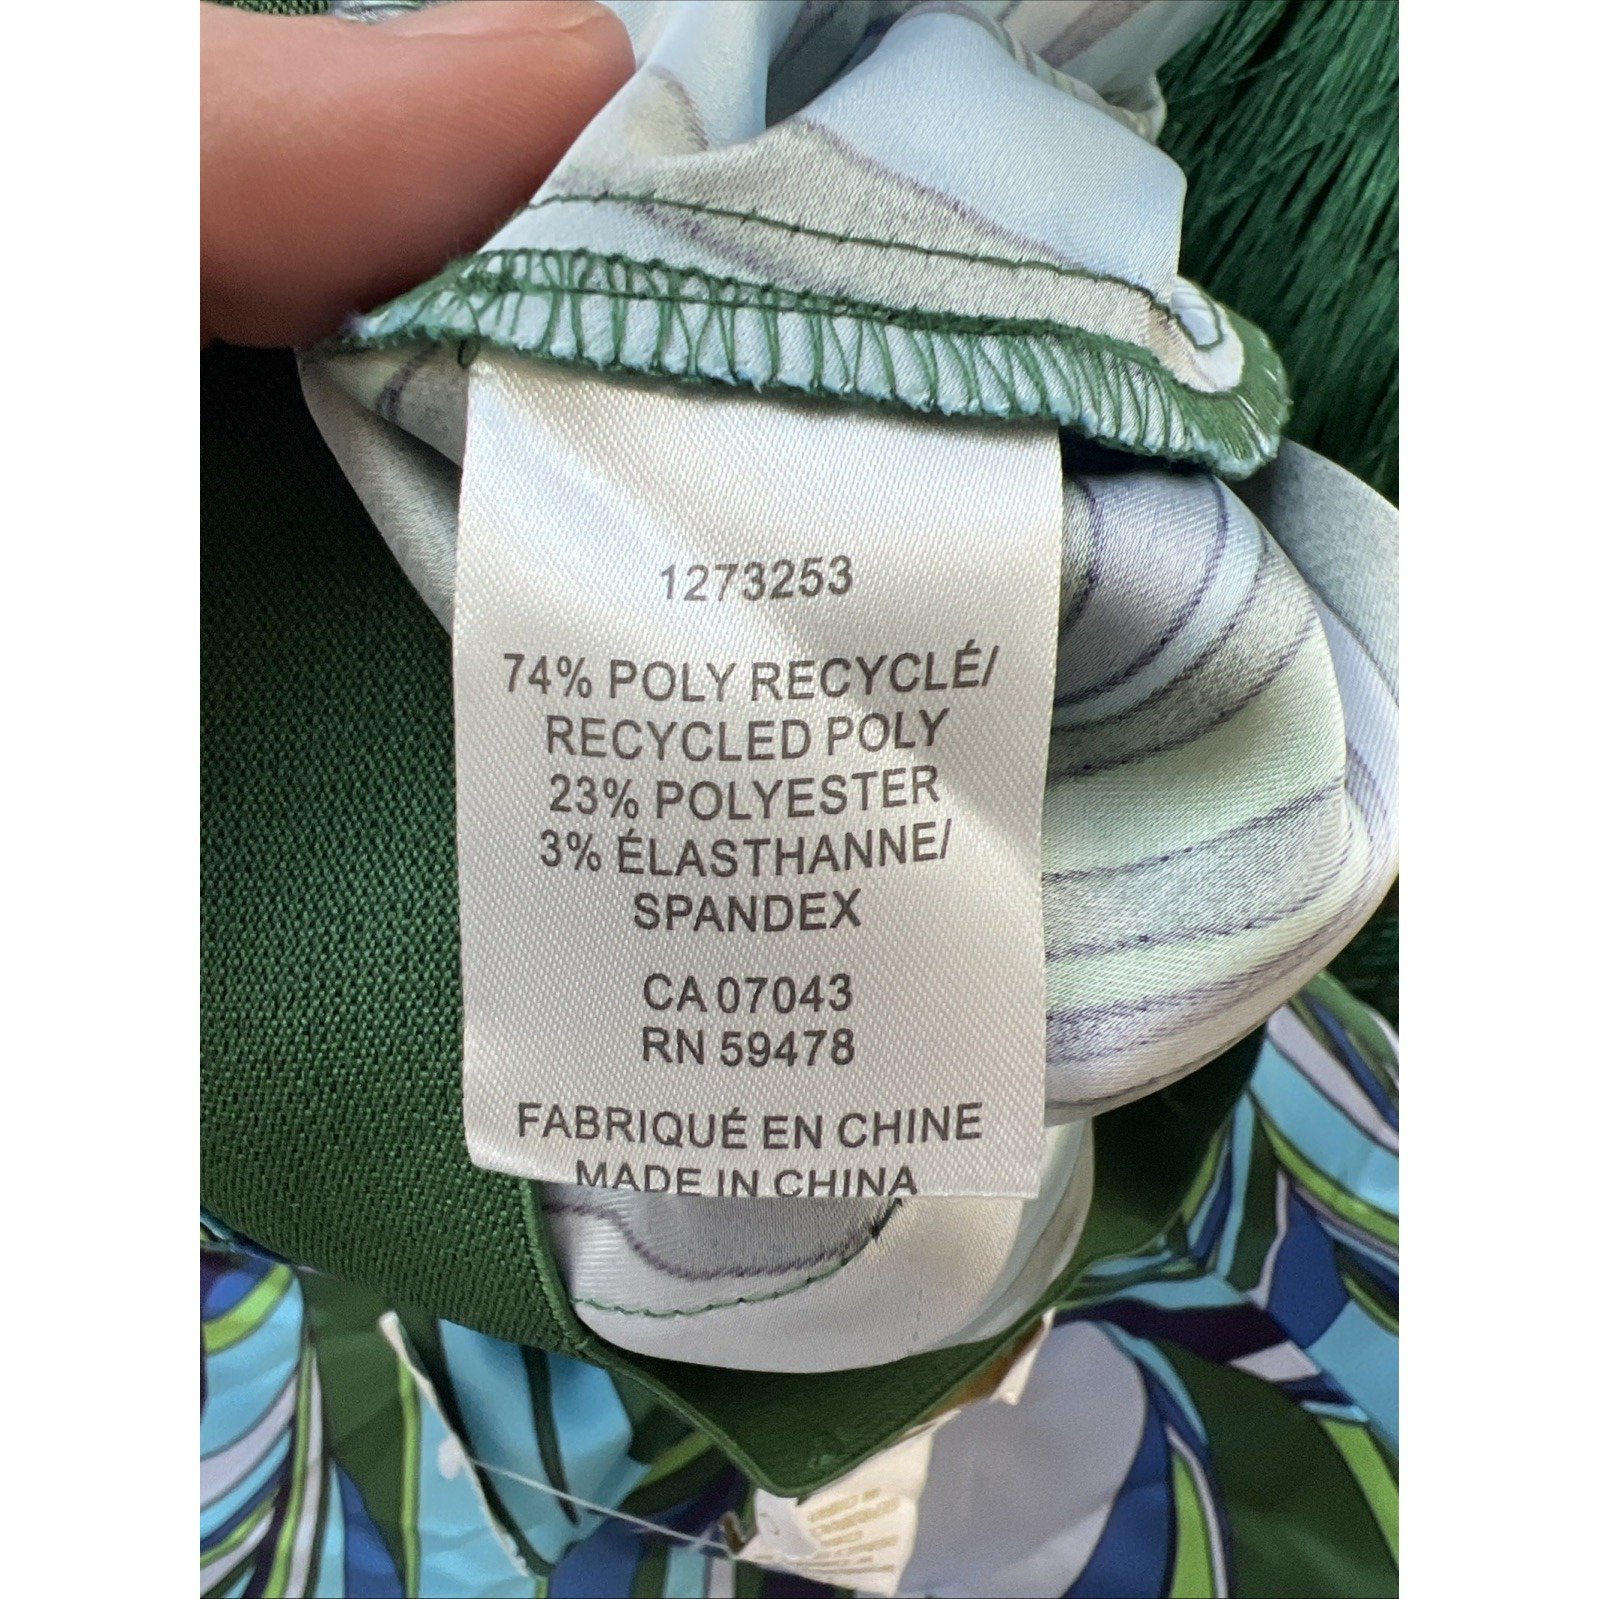 1273253
74% POLY RECYCLÉ/
RECYCLED POLY
23% POLYESTER
3% ÉLASTHANNE/
SPANDEX
CA 07043
RN 59478
FABRIQUÉ EN CHINE
MADE IN CHINA